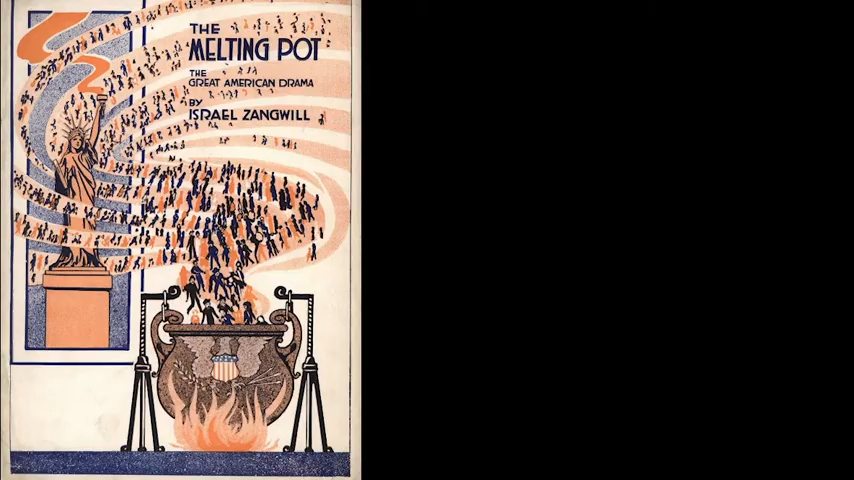 THE
MELTING POT
THE
GREAT AMERICAN DRAMA
BY
ISRAEL ZANGWILL